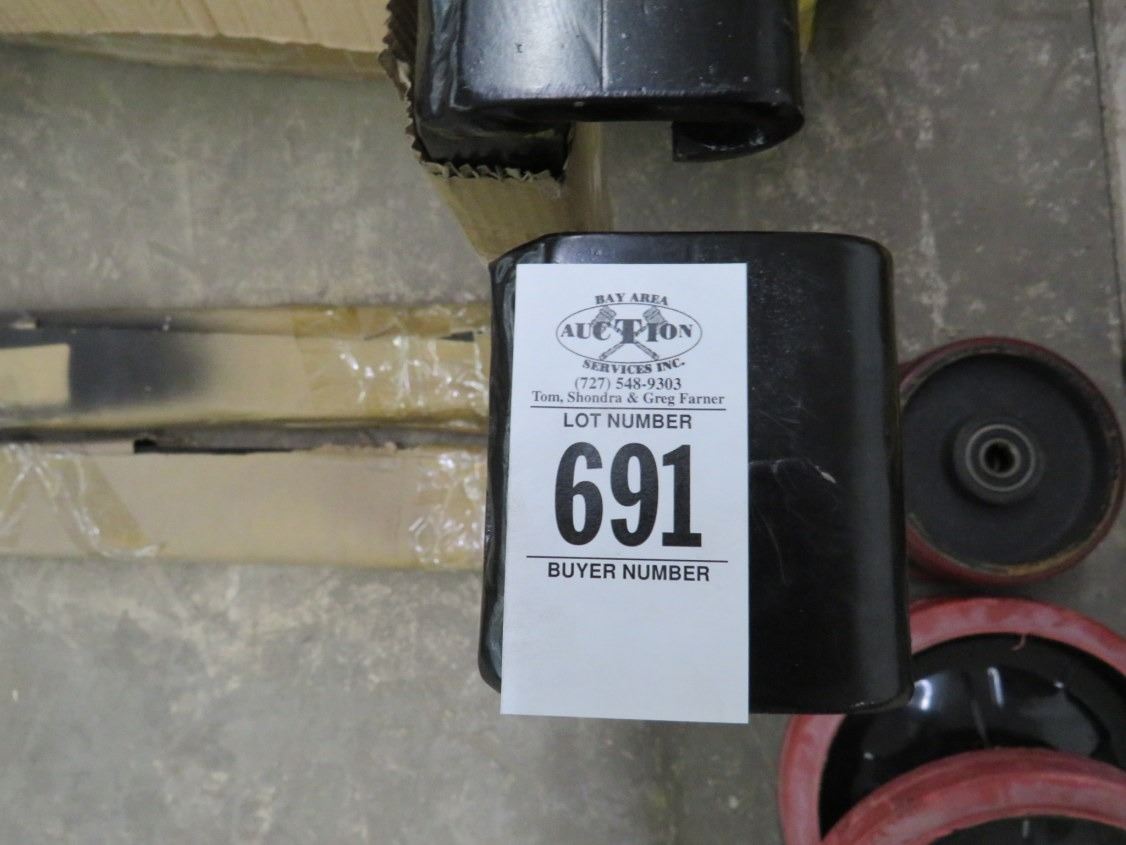 BAY AREA
AUCTION
SERVICES INC.
(727) 548-9303
Tom, Shondra & Greg Farner
LOT NUMBER
691
BUYER NUMBER